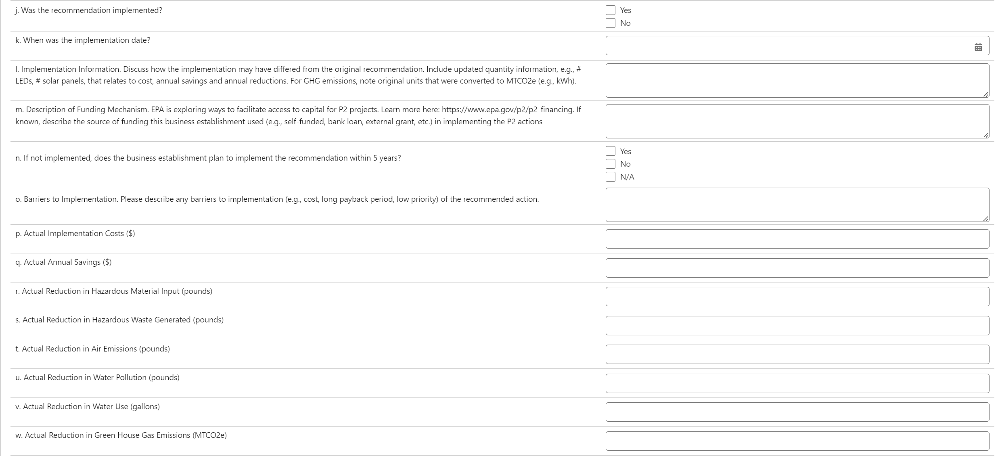 j. Was the recommendation implemented?
Yes
No
k. When was the implementation date?
l. Implementation Information. Discuss how the implementation may have differed from the original recommendation. Include updated quantity information, e.g., #
LEDs, # solar panels, that relates to cost, annual savings and annual reductions. For GHG emissions, note original units that were converted to MTCO2e (e.g., kWh).
m. Description of Funding Mechanism. EPA is exploring ways to facilitate access to capital for P2 projects. Learn more here: https://www.epa.gov/p2/p2-financing. If
known, describe the source of funding this business establishment used (e.g., self-funded, bank loan, external grant, etc.) in implementing the P2 actions
n. If not implemented, does the business establishment plan to implement the recommendation within 5 years?
Yes
No
N/A
o. Barriers to Implementation. Please describe any barriers to implementation (e.g., cost, long payback period, low priority) of the recommended action.
p. Actual Implementation Costs ($)
q. Actual Annual Savings ($)
r. Actual Reduction in Hazardous Material Input (pounds)
s. Actual Reduction in Hazardous Waste Generated (pounds)
t. Actual Reduction in Air Emissions (pounds)
u. Actual Reduction in Water Pollution (pounds)
v. Actual Reduction in Water Use (gallons)
w. Actual Reduction in Green House Gas Emissions (MTCO2e)